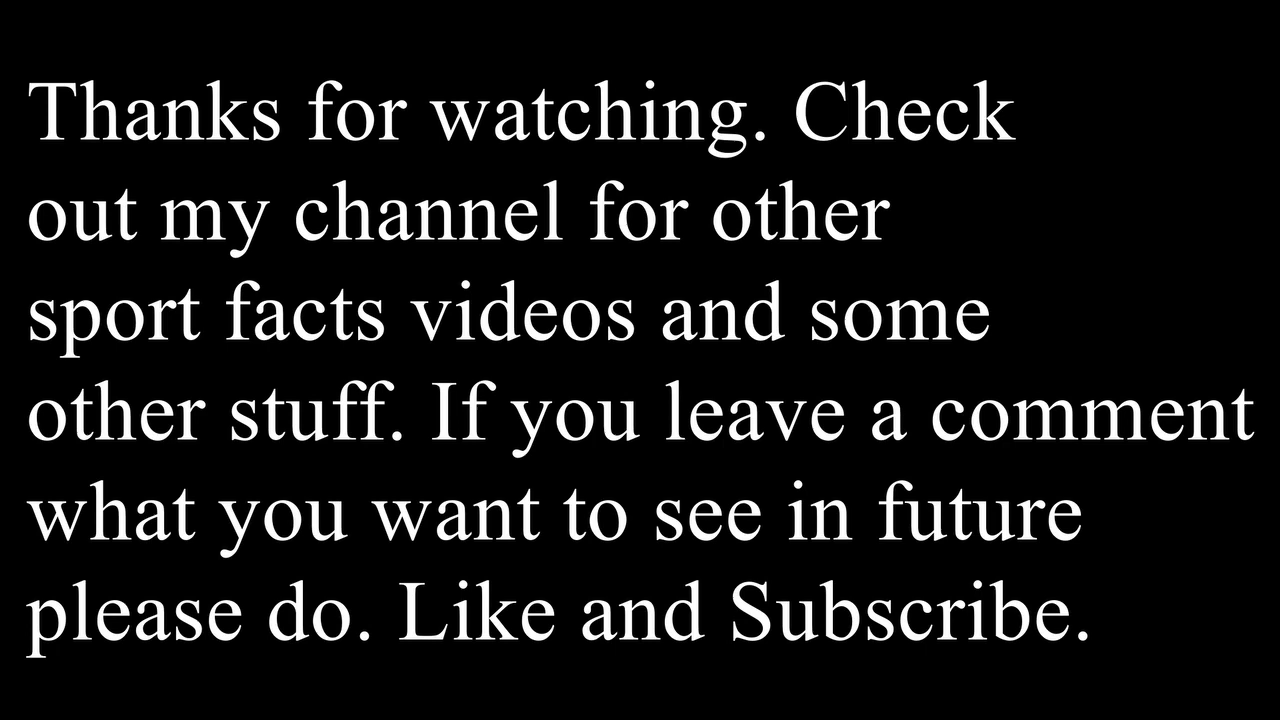 Thanks for watching. Check
out my channel for other
sport facts videos and some
other stuff. If you leave a comment
what you want to see in future
please do. Like and Subscribe.